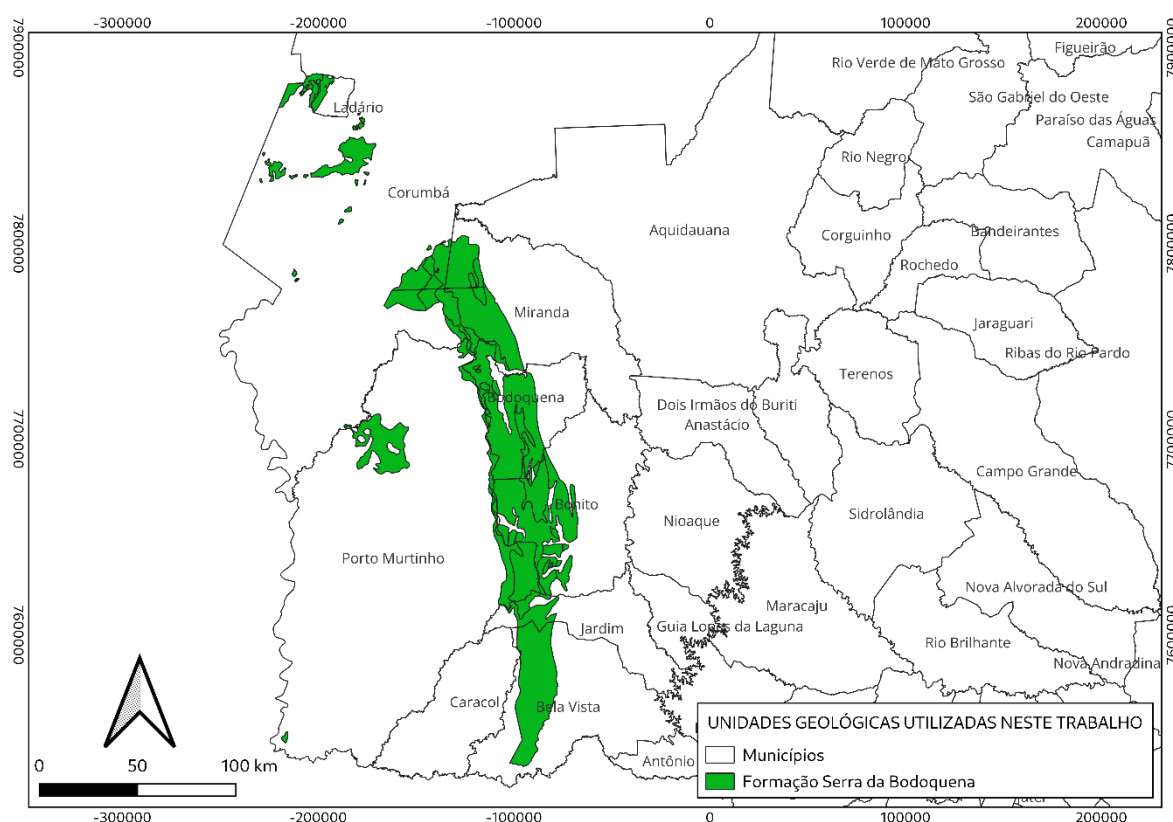 -300000 -200000 -100000 0 100000 200000
7900000 7900000
Figueirão
Rio Verde de Mato Grosso
São Gabriel do Oeste
Ladário
Paraíso das Águas
Camapuã
Rio Negro
Corumbá
Aquidauana
Bandeirantes
Corguinho
7800000 7800000
Rochedo
Miranda
Jaraguari
Ribas do Rio Pardo
Terenos
Bodoquena
Dois Irmãos do Buriti
Anastácio
7700000 7700000
Campo Grande
Bonito
Nioaque
Sidrolândia
Porto Murtinho
Nova Alvorada do Sul
Maracaju
Jardim
Guia Lopes da Laguna
7600000 7600000
Rio Brilhante
Nova Andradina
Caracol
Bela Vista
UNIDADES GEOLÓGICAS UTILIZADAS NESTE TRABALHO
Municípios
Formação Serra da Bodoquena
Antônio
0 50 100 km
-300000 -200000 -100000 0 100000 200000